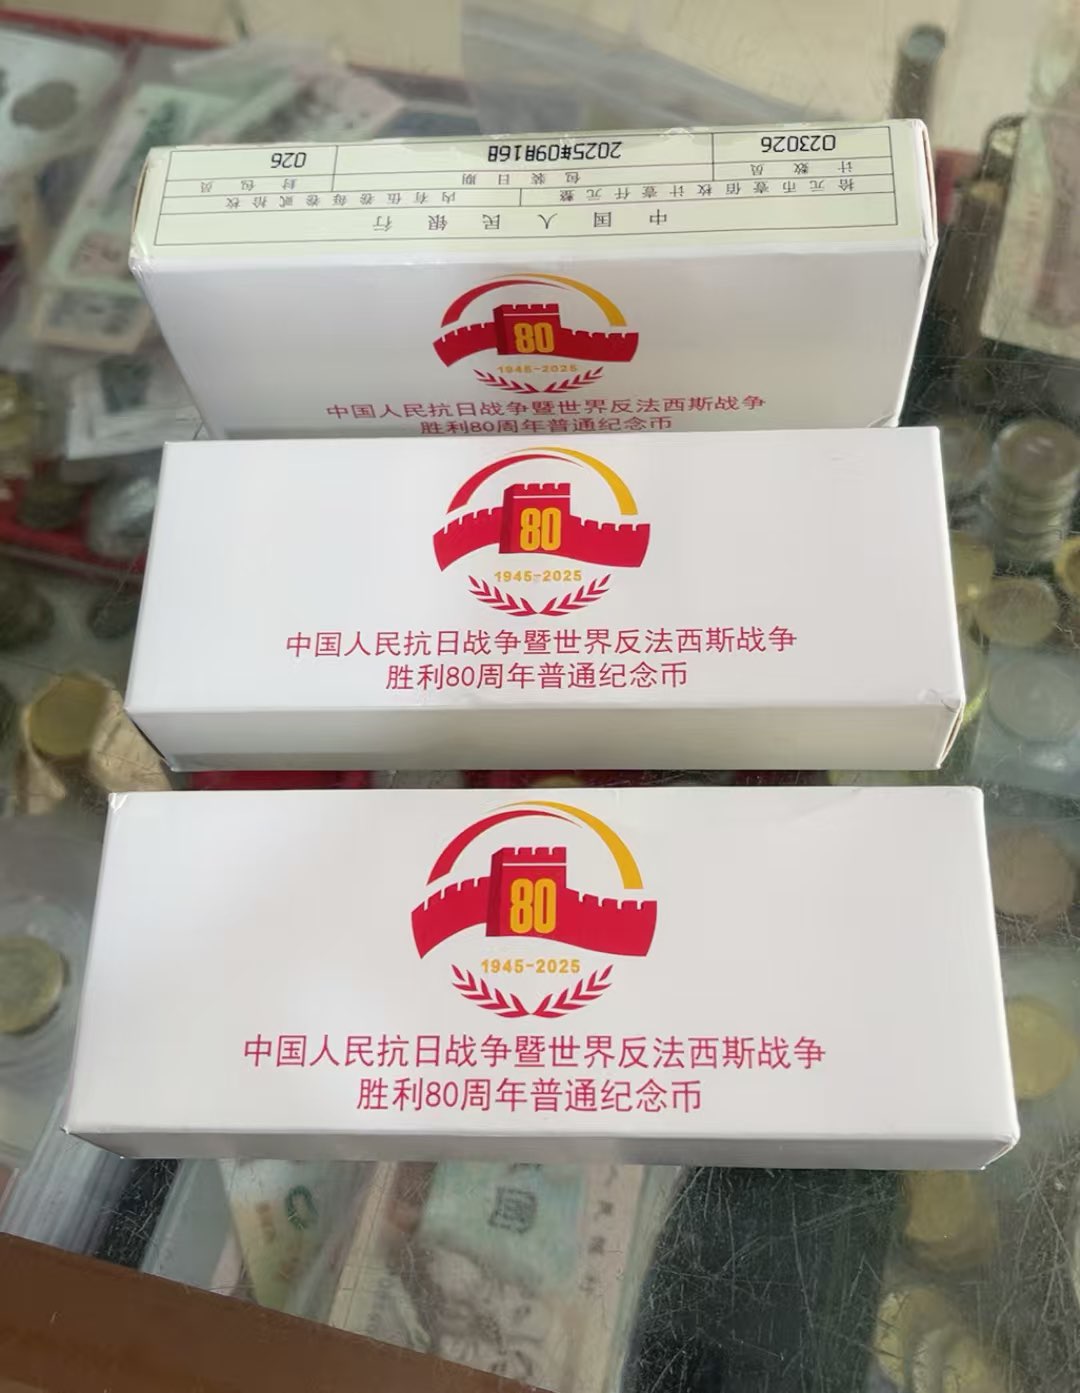 中国人民银行
拾元币壹佰枚计壹仟元整 内有伍卷每卷贰拾枚
计数员 包装日期 封包员
023026 2025年09月16日 026
80
1945-2025
中国人民抗日战争暨世界反法西斯战争
胜利80周年普通纪念币
80
1945-2025
中国人民抗日战争暨世界反法西斯战争
胜利80周年普通纪念币
80
1945-2025
中国人民抗日战争暨世界反法西斯战争
胜利80周年普通纪念币